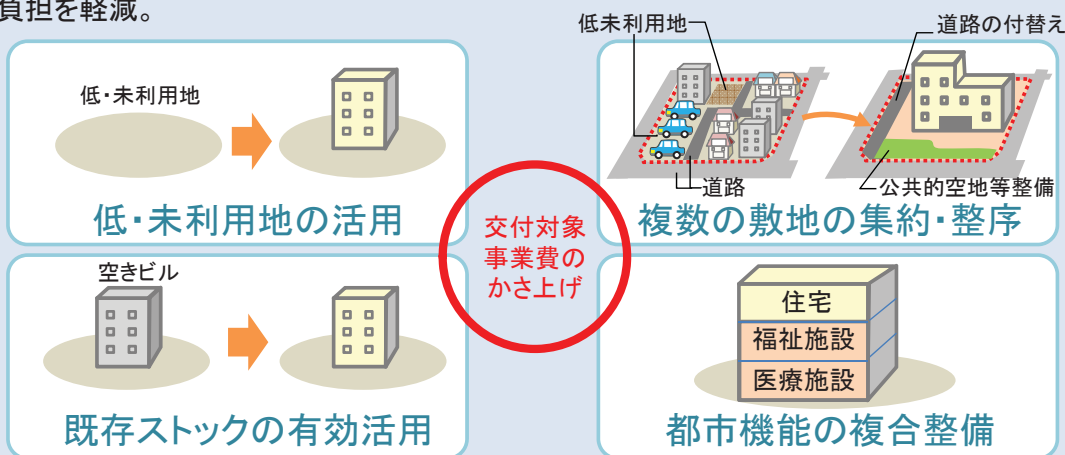 負担を軽減。
低・未利用地
低・未利用地の活用
低未利用地
道路の付替え
道路
公共的空地等整備
複数の敷地の集約・整序
交付対象
事業費の
かさ上げ
空きビル
既存ストックの有効活用
住宅
福祉施設
医療施設
都市機能の複合整備